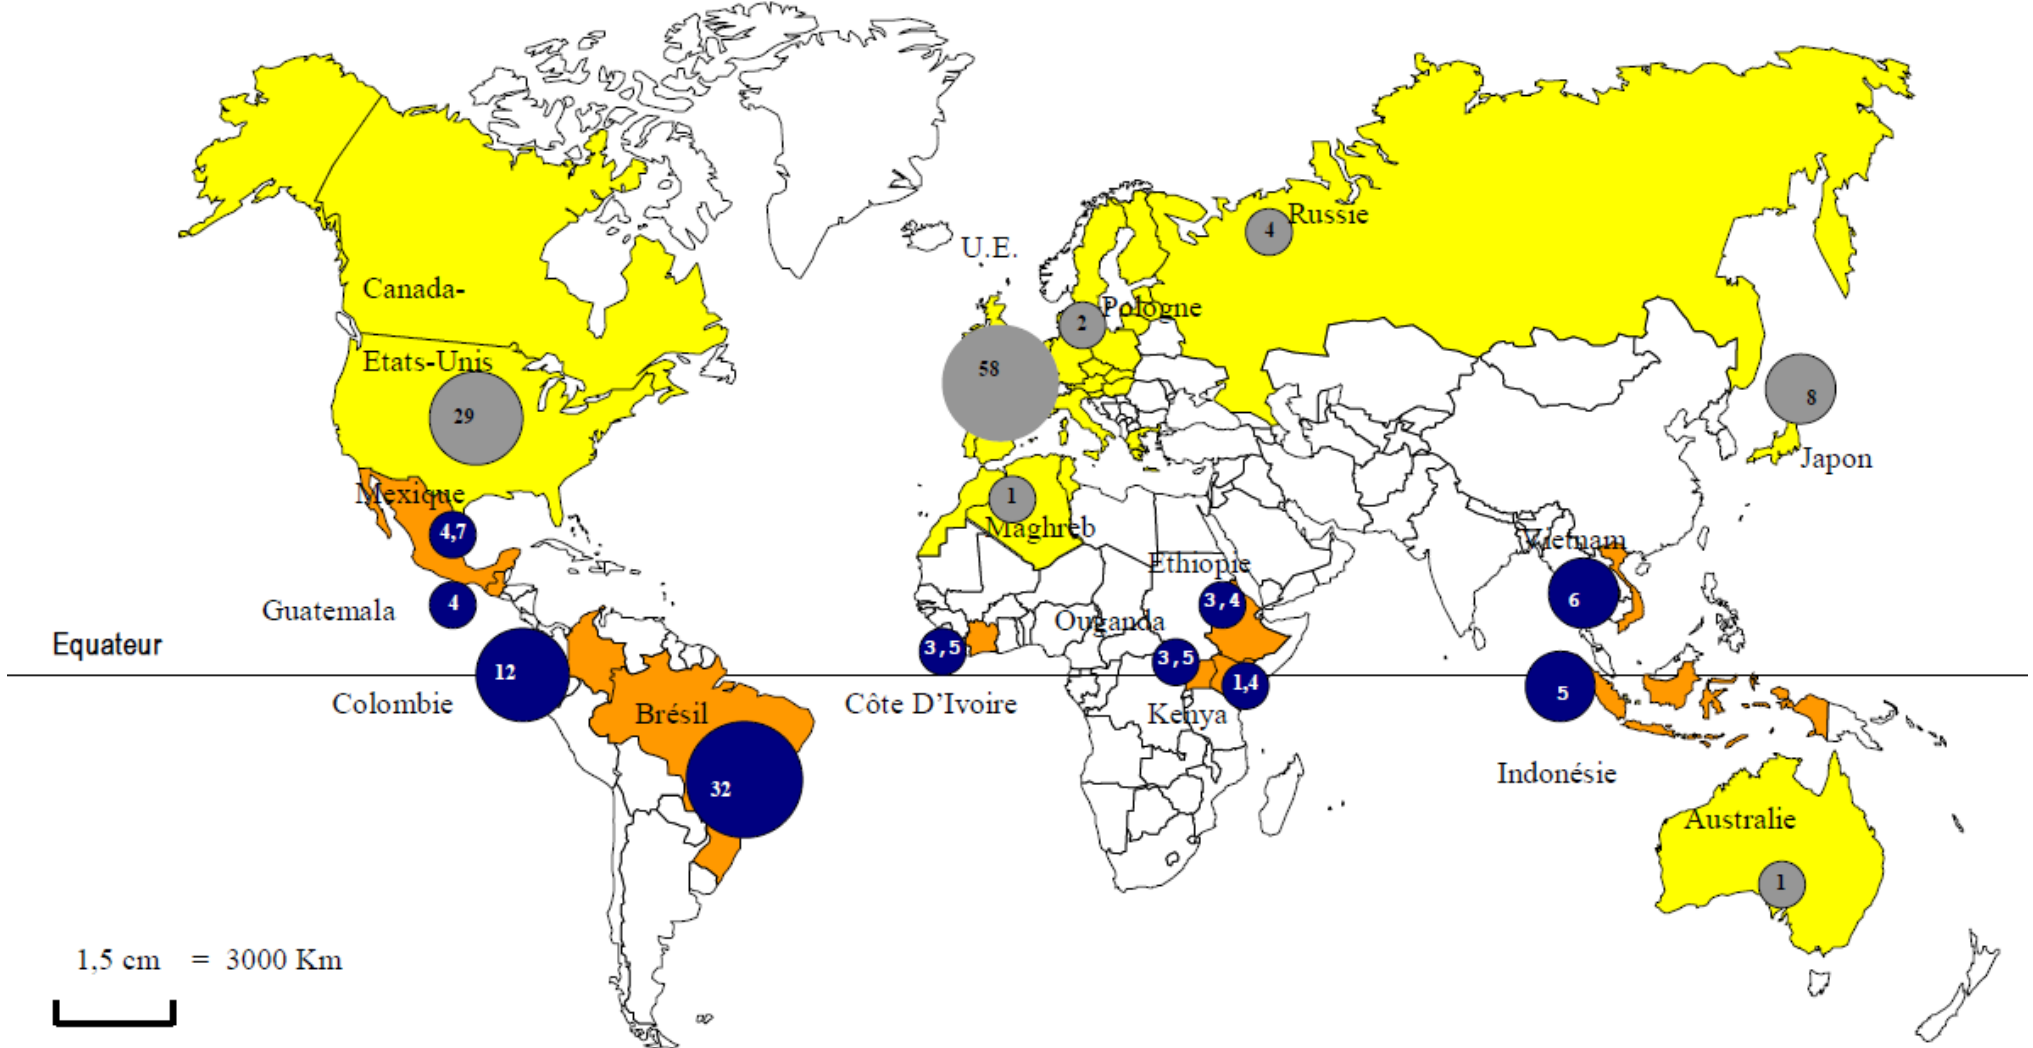 Russie
4
U.E.
Canada-
Pologne
2
Etats-Unis
58
29
8
Japon
Mexique
1
Maghreb
4,7
Vietnam
Ethiopie
6
3,4
Guatemala
4
Ouganda
Equateur
3,5
3,5
12
1,4
5
Colombie
Brésil
Côte D’Ivoire
Kenya
Indonésie
32
Australie
1
1,5 cm = 3000 Km